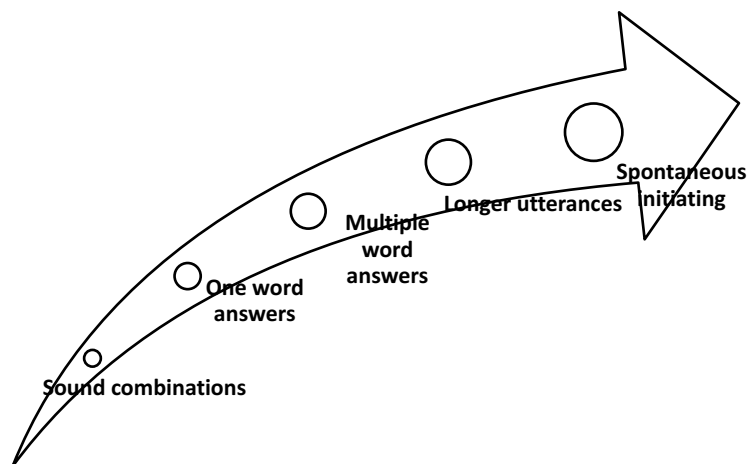 Sound combinations
One word
answers
Multiple
word
answers
Longer utterances
Spontaneous
initiating